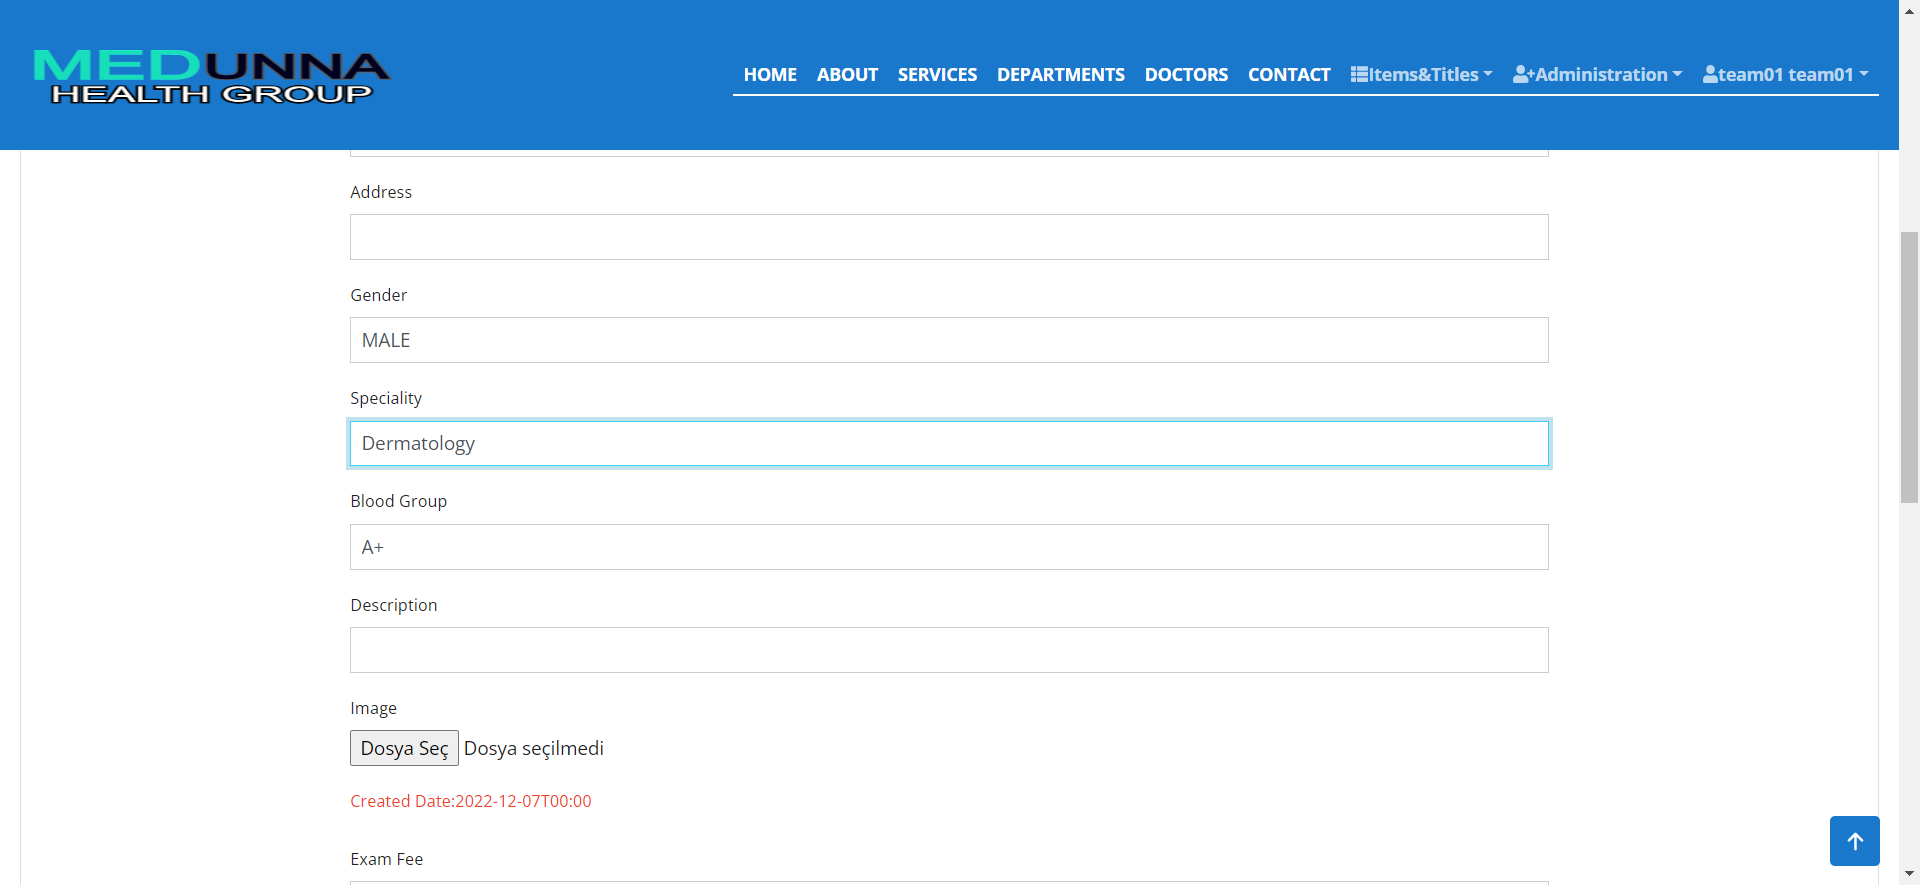 MEDUNNA
HEALTH GROUP
HOME ABOUT SERVICES DEPARTMENTS DOCTORS CONTACT Items&Titles Administration team01 team01
Address
Gender
MALE
Speciality
Dermatology
Blood Group
A+
Description
Image
Dosya Seç Dosya seçilmedi
Created Date:2022-12-07T00:00
Exam Fee